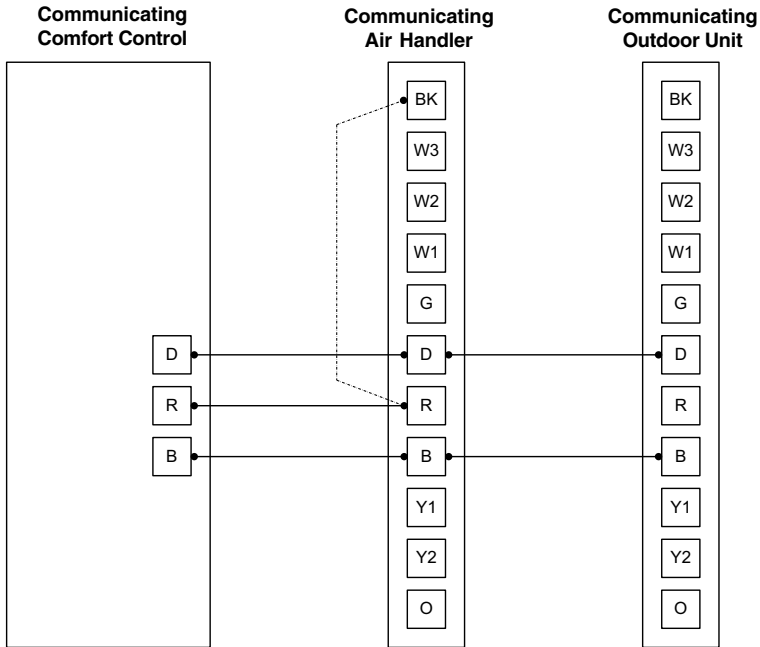 Communicating
Comfort Control
Communicating
Air Handler
Communicating
Outdoor Unit
D
R
B
BK
W3
W2
W1
G
D
R
B
Y1
Y2
O
BK
W3
W2
W1
G
D
R
B
Y1
Y2
O